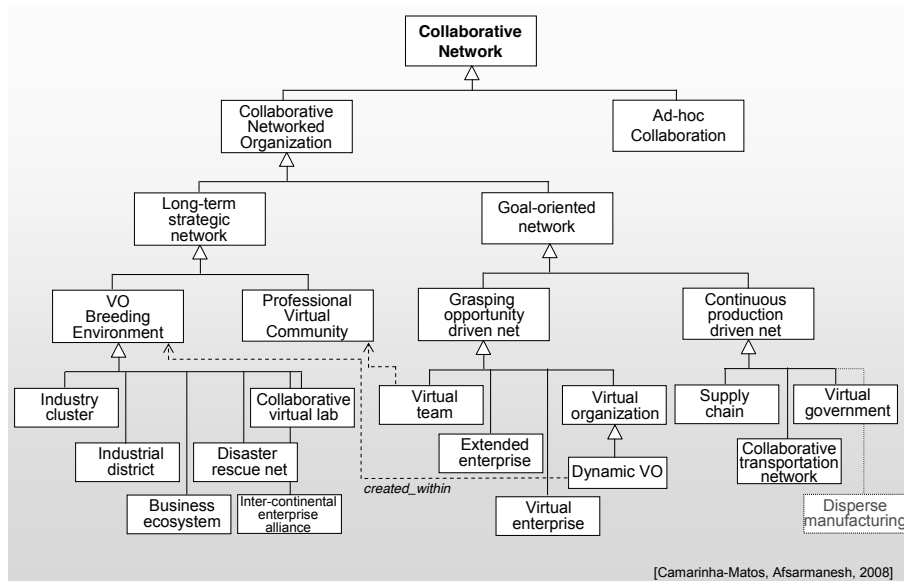 Collaborative
Network
Collaborative
Networked
Organization
Ad-hoc
Collaboration
Long-term
strategic
network
Goal-oriented
network
VO
Breeding
Environment
Professional
Virtual
Community
Grasping
opportunity
driven net
Continuous
production
driven net
Industry
cluster
Collaborative
virtual lab
Virtual
team
Virtual
organization
Supply
chain
Virtual
government
Industrial
district
Disaster
rescue net
Extended
enterprise
Dynamic VO
Collaborative
transportation
network
created_within
Business
ecosystem
Inter-continental
enterprise
alliance
Virtual
enterprise
Disperse
manufacturing
[Camarinha-Matos, Afsarmanesh, 2008]